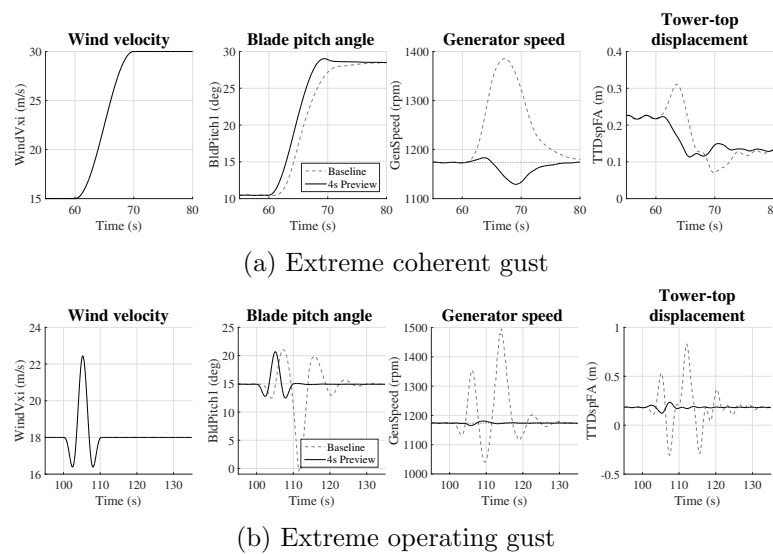 Wind velocity
30
25
20
15
60
70
80
WindVxi (m/s)
Time (s)
Blade pitch angle
30
25
20
15
10
60
70
80
BldPitch1 (deg)
Time (s)
Baseline
4s Preview
Generator speed
1400
1300
1200
1100
60
70
80
GenSpeed (rpm)
Time (s)
Tower-top
displacement
0.4
0.3
0.2
0.1
0
60
70
80
TTDspFA (m)
Time (s)
(a) Extreme coherent gust
Wind velocity
24
22
20
18
16
100
110
120
130
WindVxi (m/s)
Time (s)
Blade pitch angle
25
20
15
10
5
0
100
110
120
130
BldPitch1 (deg)
Time (s)
Baseline
4s Preview
Generator speed
1500
1400
1300
1200
1100
1000
100
110
120
130
GenSpeed (rpm)
Time (s)
Tower-top
displacement
1
0.5
0
-0.5
100
110
120
130
TTDspFA (m)
Time (s)
(b) Extreme operating gust